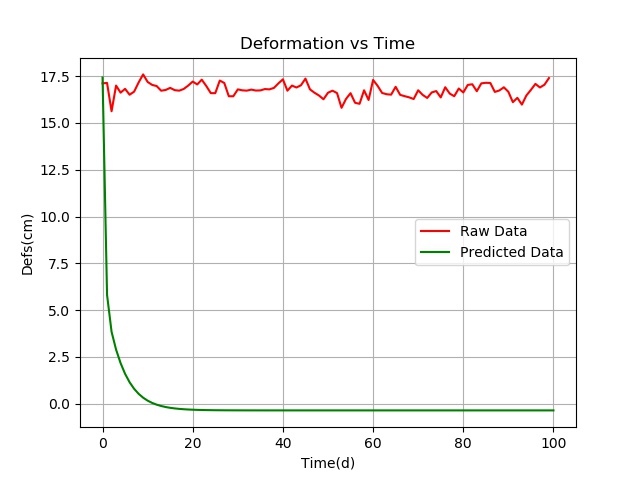 Deformation vs Time
17.5
15.0
12.5
10.0
7.5
5.0
2.5
0.0
Defs(cm)
Raw Data
Predicted Data
0 20 40 60 80 100
Time(d)